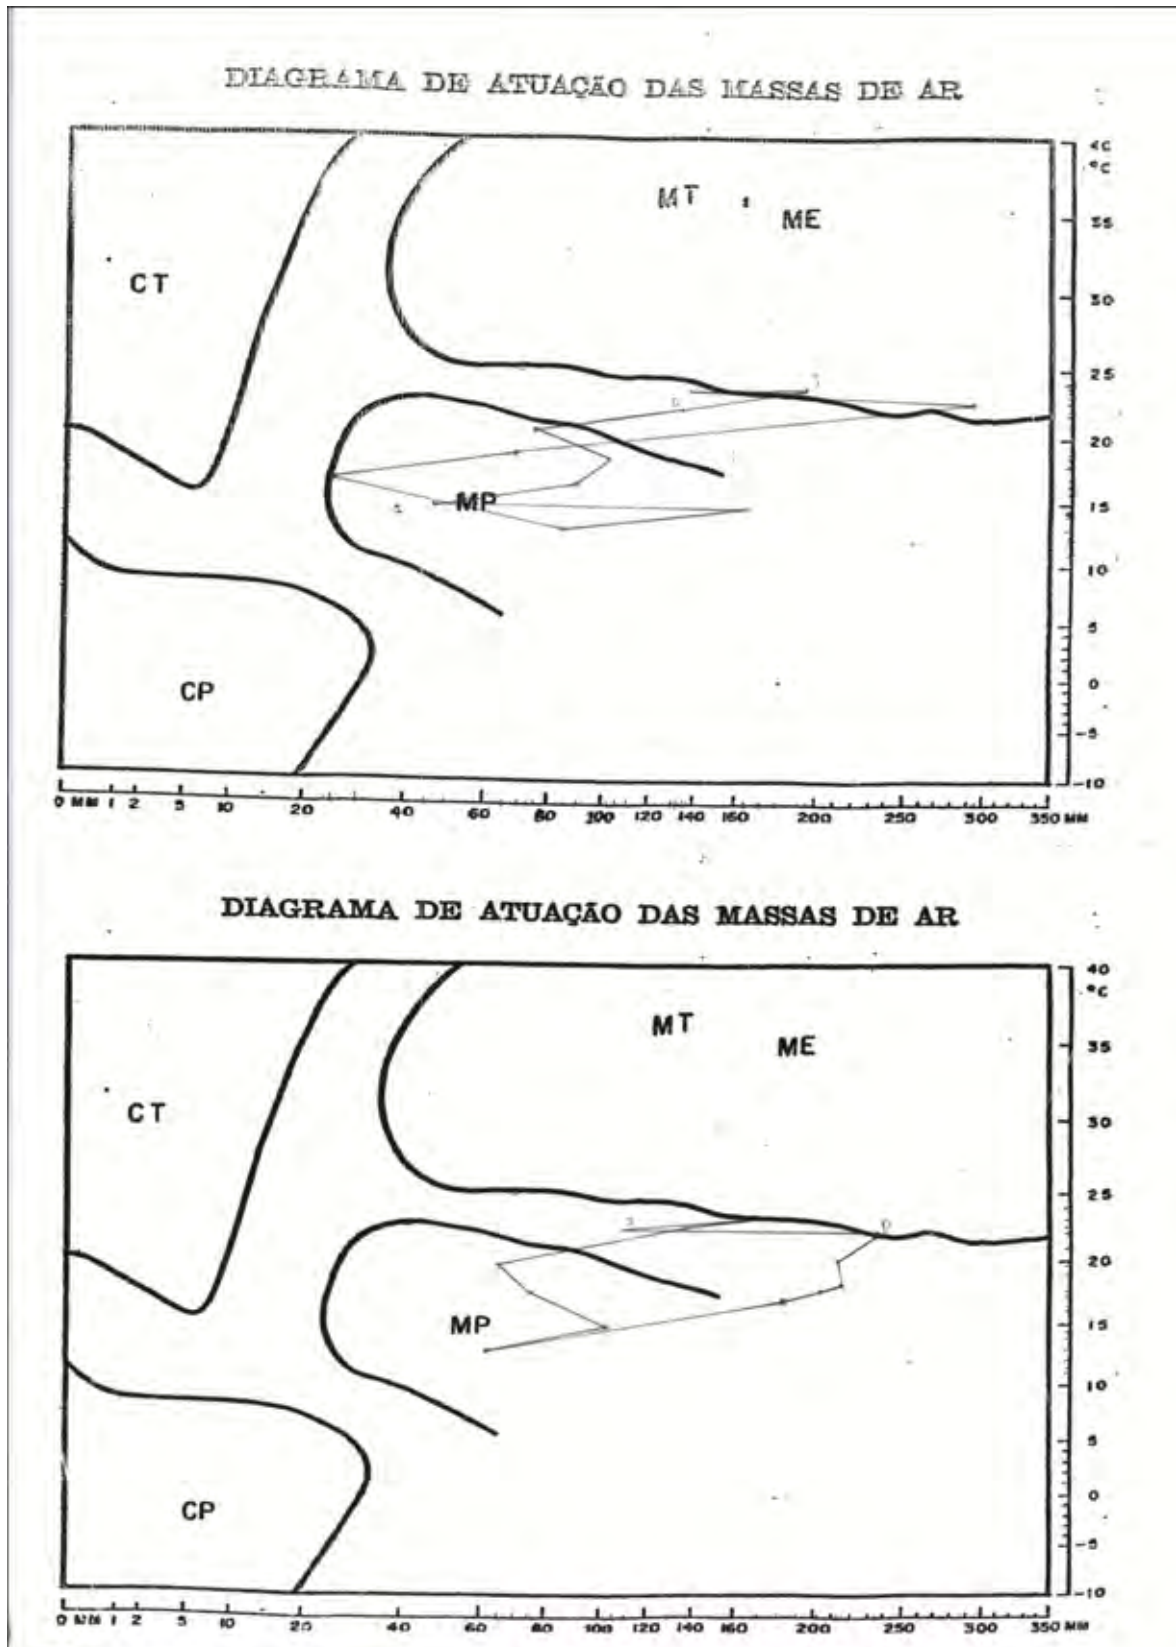 DIAGRAMA DE ATUAÇÃO DAS MASSAS DE AR
40
°C
MT
ME
35
CT
30
25
20
MP
15
10
5
CP
0
-5
-10
0 MM 1 2 5 10 20 40 60 80 100 120 140 160 200 250 300 350 MM
DIAGRAMA DE ATUAÇÃO DAS MASSAS DE AR
40
°C
MT
ME
35
CT
30
25
D
20
MP
15
10
5
CP
0
-5
-10
0 MM 1 2 5 10 20 40 60 80 100 120 140 160 200 250 300 350 MM